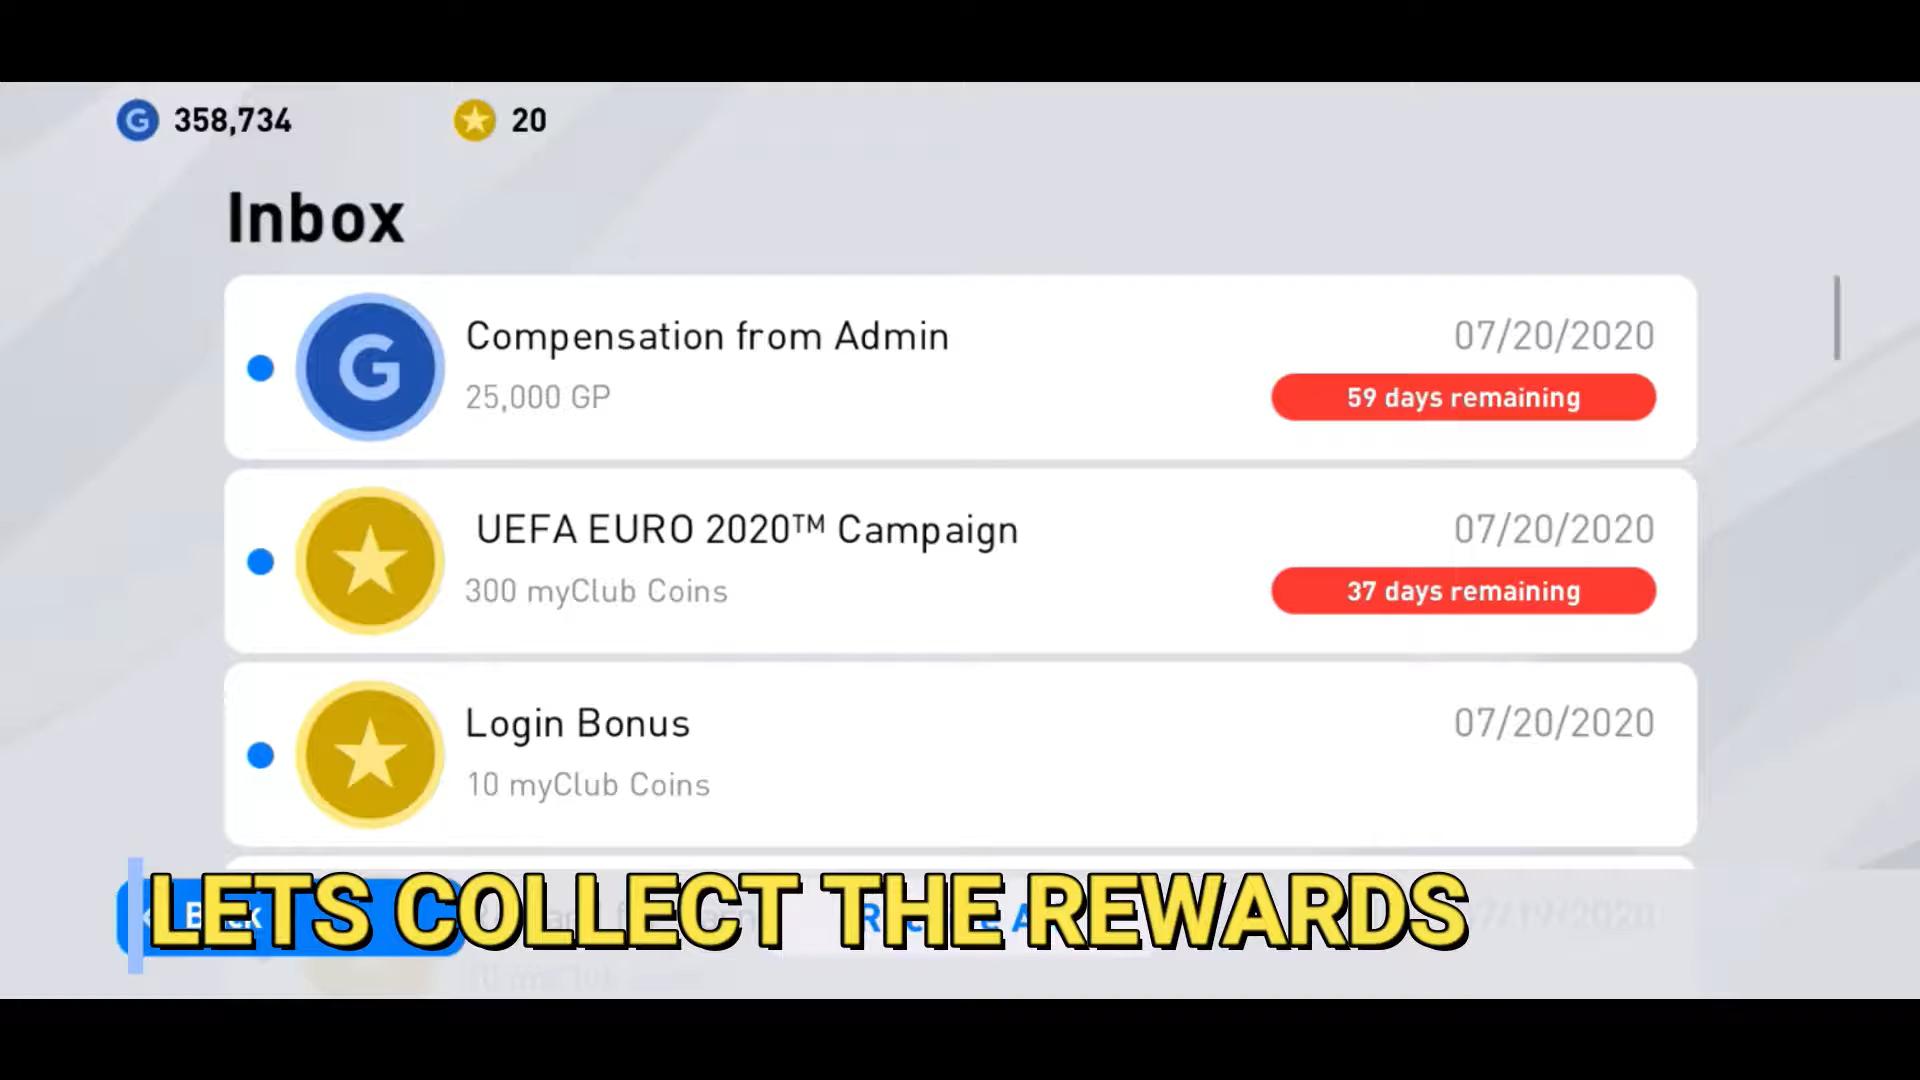 G 358,734 20
Inbox
G
Compensation from Admin 07/20/2020
25,000 GP 59 days remaining
UEFA EURO 2020™ Campaign 07/20/2020
300 myClub Coins 37 days remaining
Login Bonus 07/20/2020
10 myClub Coins
LETS COLLECT THE REWARDS